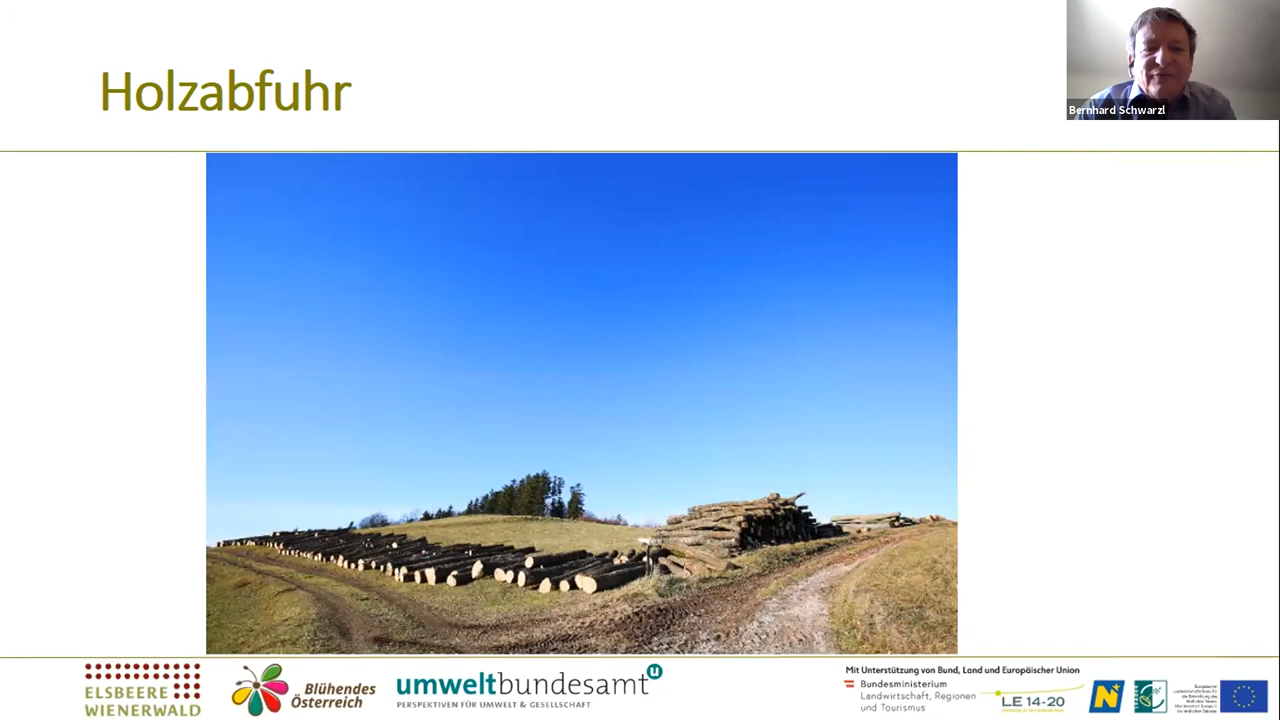 Holzabfuhr
Bernhard Schwarzl
ELSBEERE
WIENERWALD
Blühendes
Österreich
umweltbundesamt
u
PERSPEKTIVEN FÜR UMWELT & GESELLSCHAFT
Mit Unterstützung von Bund, Land und Europäischer Union
Bundesministerium
Landwirtschaft, Regionen
und Tourismus
LE 14-20
N